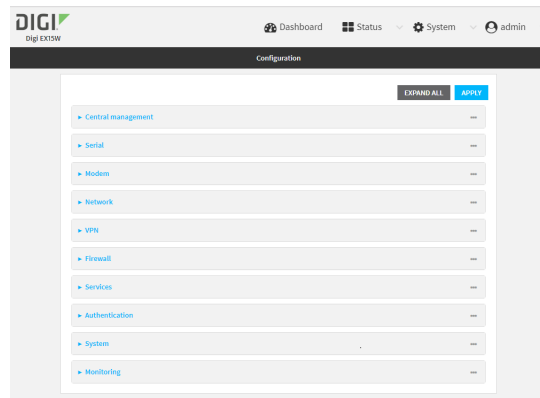 DIGI
Digi EX15W
Dashboard Status System admin
Configuration
EXPAND ALL APPLY
Central management
Serial
Modem
Network
VPN
Firewall
Services
Authentication
System
Monitoring